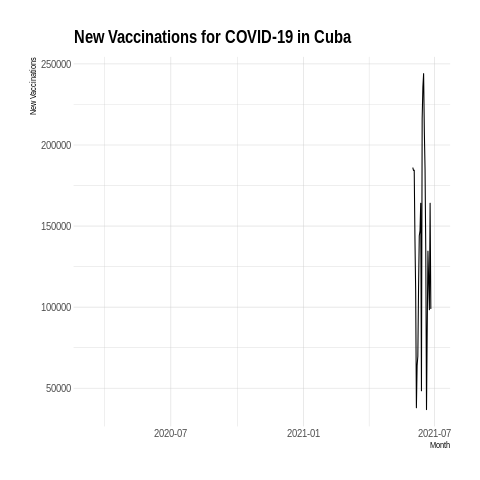 New Vaccinations for COVID-19 in Cuba
New Vaccinations
250000
200000
150000
100000
50000
2020-07 2021-01 2021-07
Month